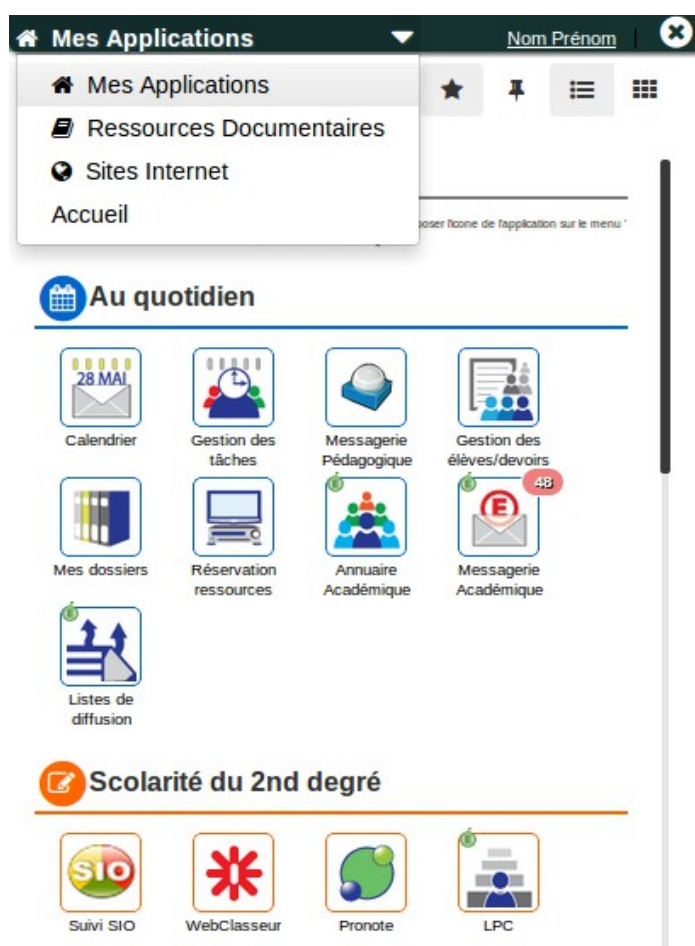 Mes Applications
Nom Prénom
Mes Applications
Ressources Documentaires
Sites Internet
Accueil
poser l'icone de l'application sur le menu '
Au quotidien
28 MAI
Calendrier
Gestion des
tâches
Messagerie
Pédagogique
Gestion des
élèves/devoirs
Mes dossiers
Réservation
ressources
Annuaire
Académique
E
48
Messagerie
Académique
Listes de
diffusion
Scolarité du 2nd degré
SIO
Suivi SIO
WebClasseur
Pronote
LPC